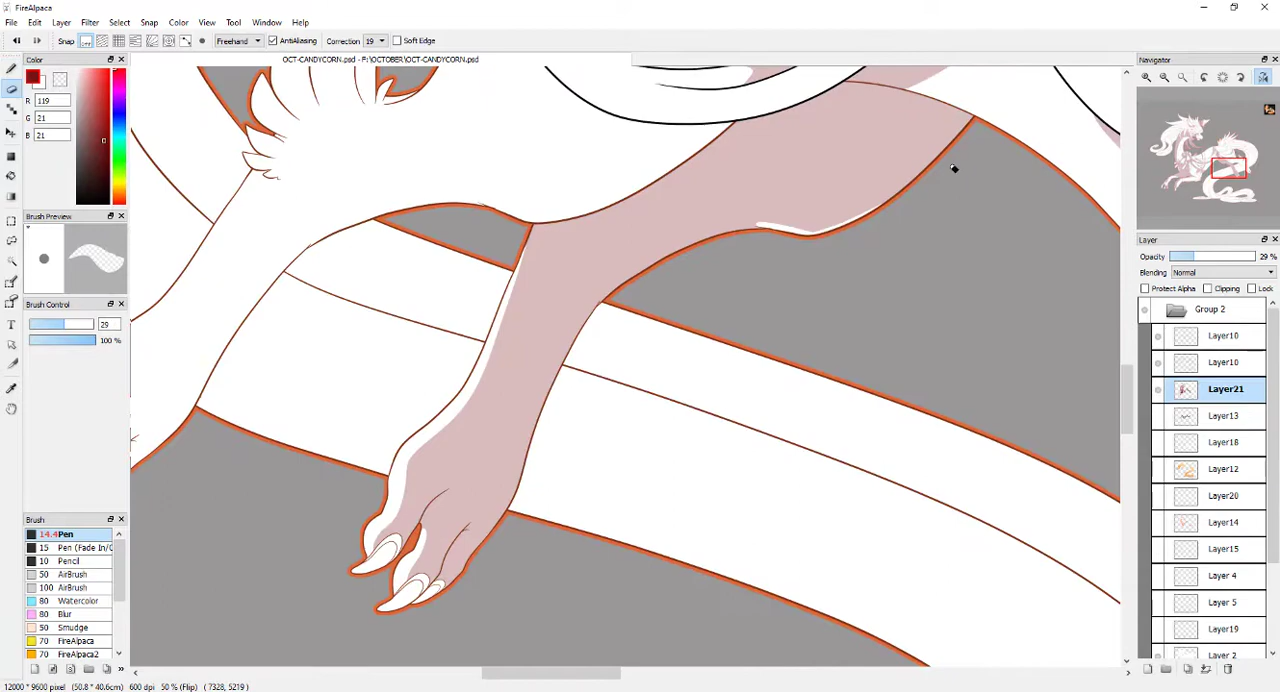 FireAlpaca
File Edit Layer Filter Select Snap Color View Tool Window Help
Snap Freehand AntiAliasing Correction 19 Soft Edge
Color
OCT-CANDYCORN.psd - F:\OCTOBER\OCT-CANDYCORN.psd
R 119
G 21
B 21
Brush Preview
Brush Control
29
100 %
Brush
14.4 Pen
15 Pen (Fade In/O
10 Pencil
50 AirBrush
100 AirBrush
80 Watercolor
80 Blur
50 Smudge
70 FireAlpaca
70 FireAlpaca2
Navigator
Layer
Opacity 29 %
Blending Normal
Protect Alpha Clipping Lock
Group 2
Layer10
Layer10
Layer21
Layer13
Layer18
Layer12
Layer20
Layer14
Layer15
Layer 4
Layer 5
Layer19
Layer 2
12000 * 9600 pixel (50.8 * 40.6cm) 600 dpi 50 % (Flip) ( 7328, 5219 )